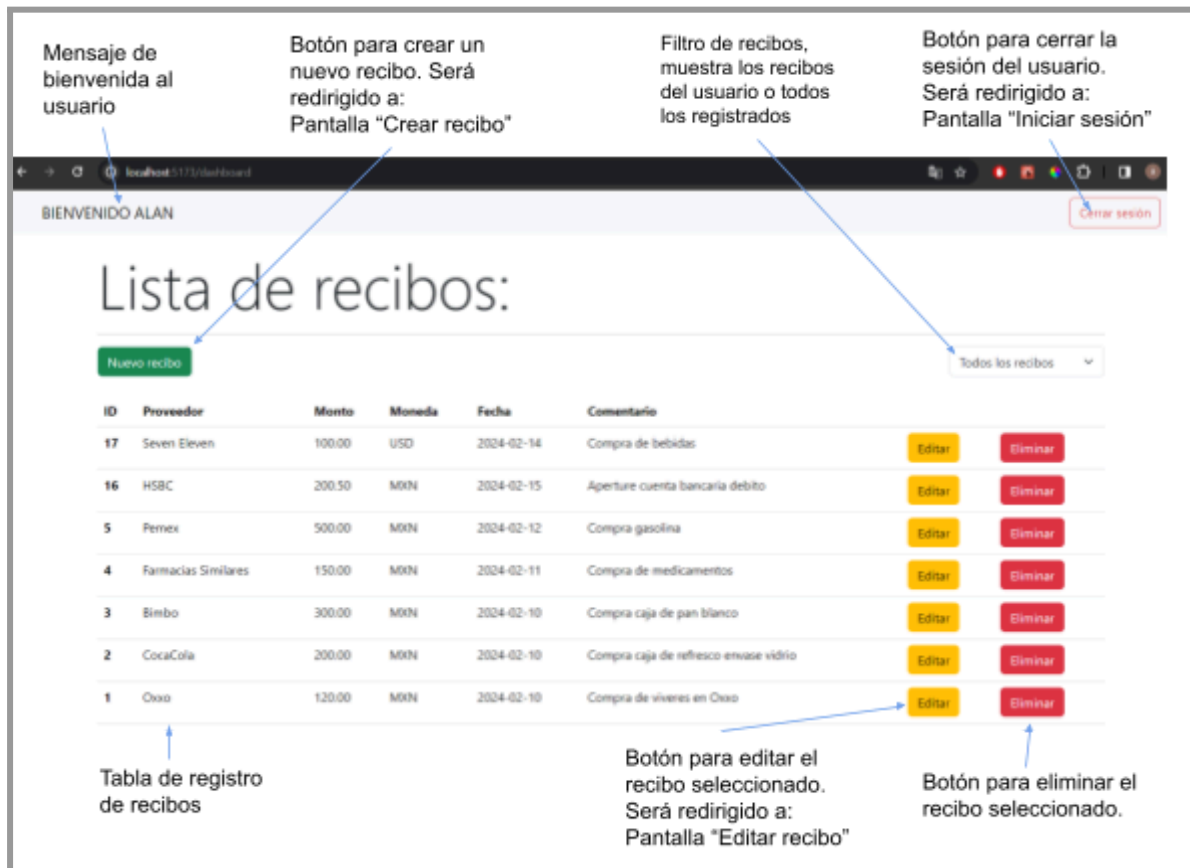 Mensaje de
bienvenida al
usuario
Botón para crear un
nuevo recibo. Será
redirigido a:
Pantalla “Crear recibo”
Filtro de recibos,
muestra los recibos
del usuario o todos
los registrados
Botón para cerrar la
sesión del usuario.
Será redirigido a:
Pantalla “Iniciar sesión”
localhost:5173/dashboard
BIENVENIDO ALAN
Cerrar sesión
Lista de recibos:
Nuevo recibo
Todos los recibos
ID Proveedor Monto Moneda Fecha Comentario
17 Seven Eleven 100.00 USD 2024-02-14 Compra de bebidas Editar Eliminar
16 HSBC 200.50 MXN 2024-02-15 Aperture cuenta bancaria debito Editar Eliminar
5 Pemex 500.00 MXN 2024-02-12 Compra gasolina Editar Eliminar
4 Farmacias Similares 150.00 MXN 2024-02-11 Compra de medicamentos Editar Eliminar
3 Bimbo 300.00 MXN 2024-02-10 Compra caja de pan blanco Editar Eliminar
2 CocaCola 200.00 MXN 2024-02-10 Compra caja de refresco envase vidrio Editar Eliminar
1 Oxxo 120.00 MXN 2024-02-10 Compra de viveres en Oxxo Editar Eliminar
Tabla de registro
de recibos
Botón para editar el
recibo seleccionado.
Será redirigido a:
Pantalla “Editar recibo”
Botón para eliminar el
recibo seleccionado.